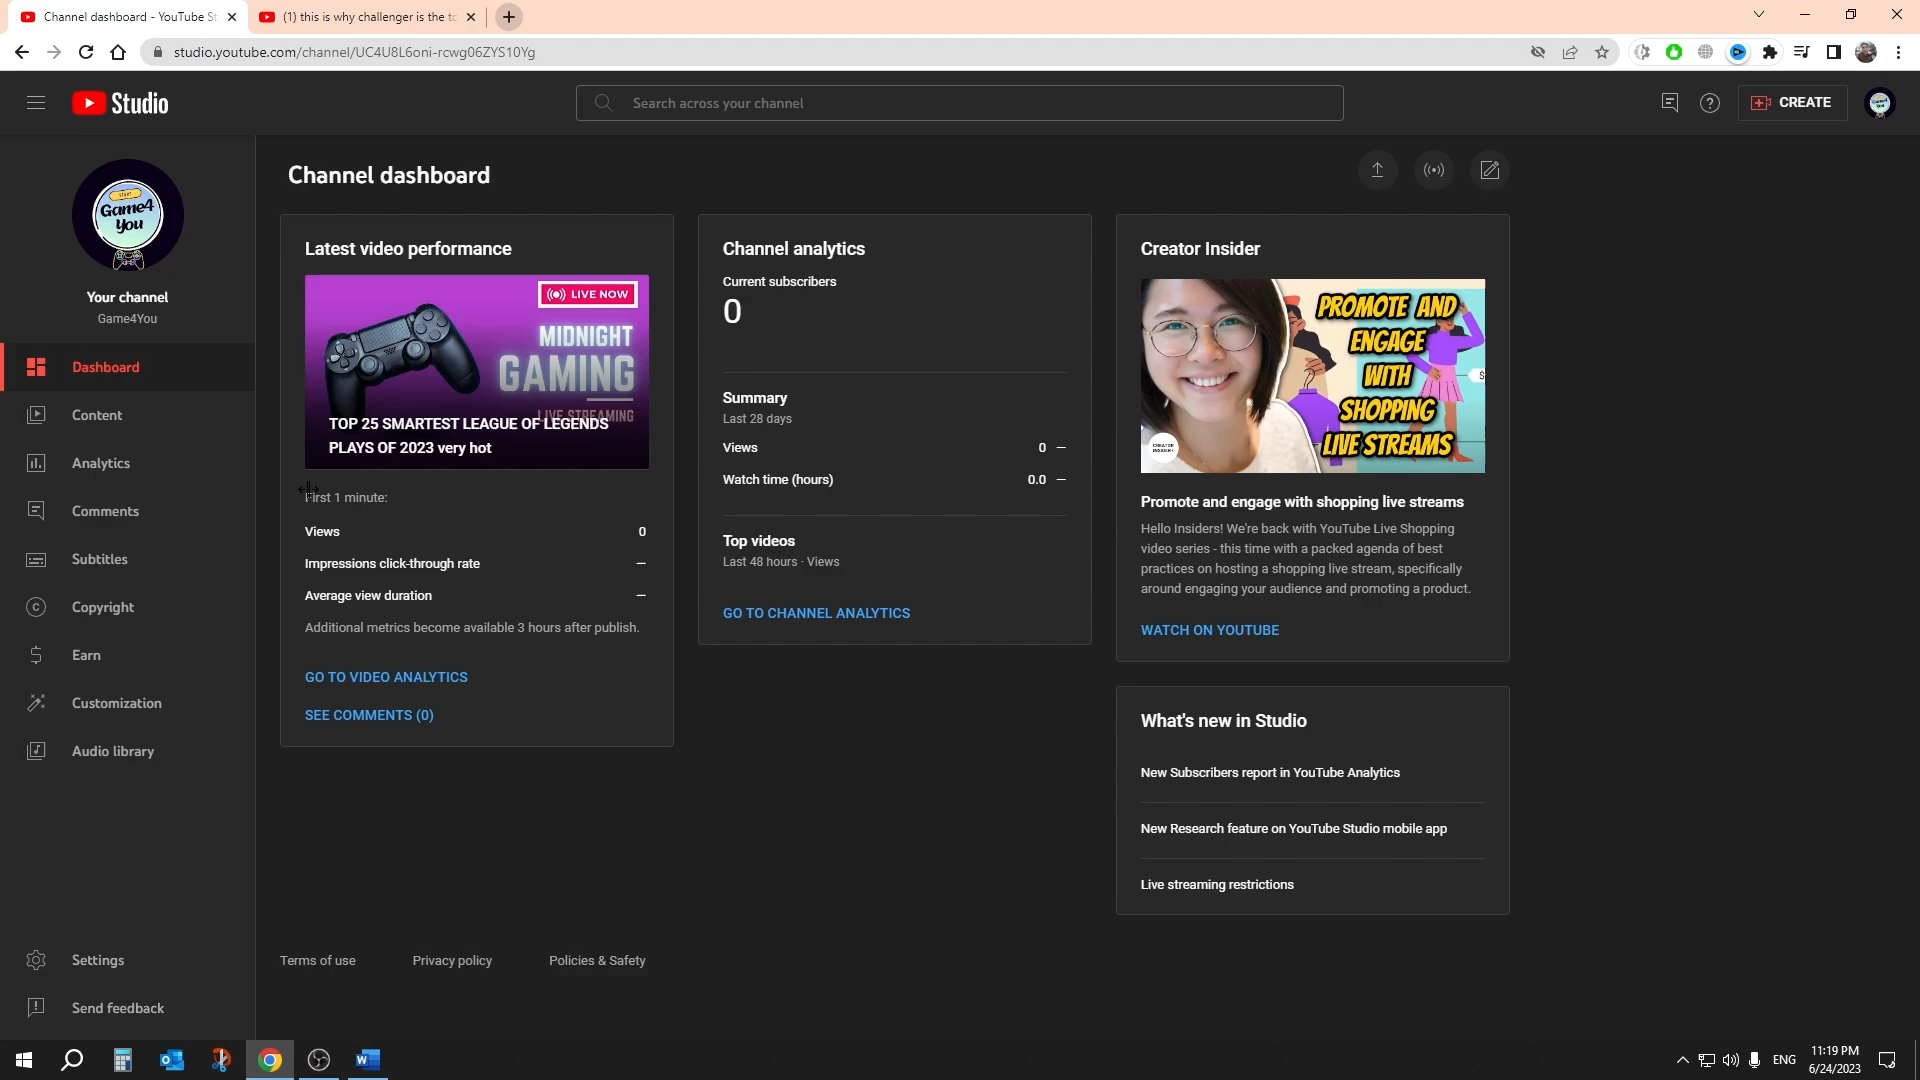 Channel dashboard - YouTube St
(1) this is why challenger is the to
studio.youtube.com/channel/UC4U8L6oni-rcwg06ZYS10Yg
Studio
Search across your channel
CREATE
START
Game4
You
Your channel
Game4You
Dashboard
Content
Analytics
Comments
Subtitles
Copyright
Earn
Customization
Audio library
Settings
Send feedback
Channel dashboard
Latest video performance
LIVE NOW
MIDNIGHT
GAMING
LIVE STREAMING
TOP 25 SMARTEST LEAGUE OF LEGENDS
PLAYS OF 2023 very hot
First 1 minute:
Views 0
Impressions click-through rate —
Average view duration —
Additional metrics become available 3 hours after publish.
GO TO VIDEO ANALYTICS
SEE COMMENTS (0)
Channel analytics
Current subscribers
0
Summary
Last 28 days
Views 0 —
Watch time (hours) 0.0 —
Top videos
Last 48 hours · Views
GO TO CHANNEL ANALYTICS
Creator Insider
PROMOTE AND
ENGAGE
WITH
SHOPPING
LIVE STREAMS
CREATOR
INSIDER
Promote and engage with shopping live streams
Hello Insiders! We're back with YouTube Live Shopping
video series - this time with a packed agenda of best
practices on hosting a shopping live stream, specifically
around engaging your audience and promoting a product.
WATCH ON YOUTUBE
What's new in Studio
New Subscribers report in YouTube Analytics
New Research feature on YouTube Studio mobile app
Live streaming restrictions
Terms of use
Privacy policy
Policies & Safety
ENG
11:19 PM
6/24/2023